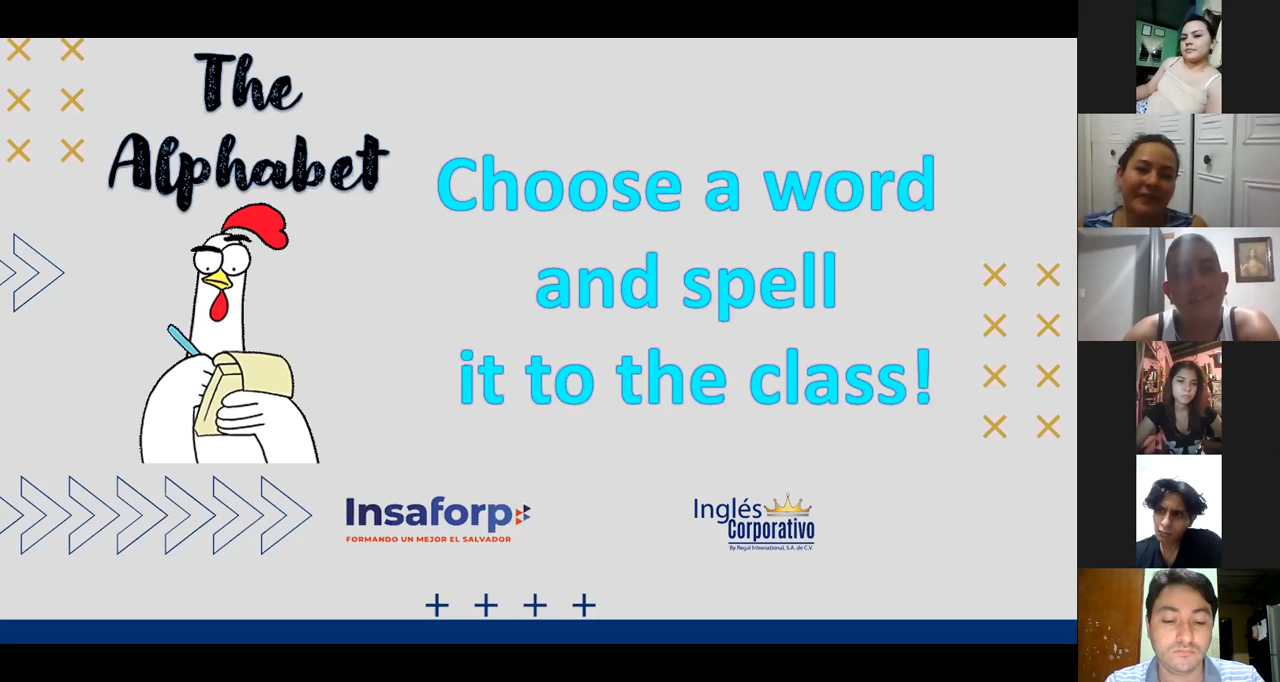 The
Alphabet
Choose a word
and spell
it to the class!
Insaforp
FORMANDO UN MEJOR EL SALVADOR
Inglés
Corporativo
By Regal International, S.A. de C.V.